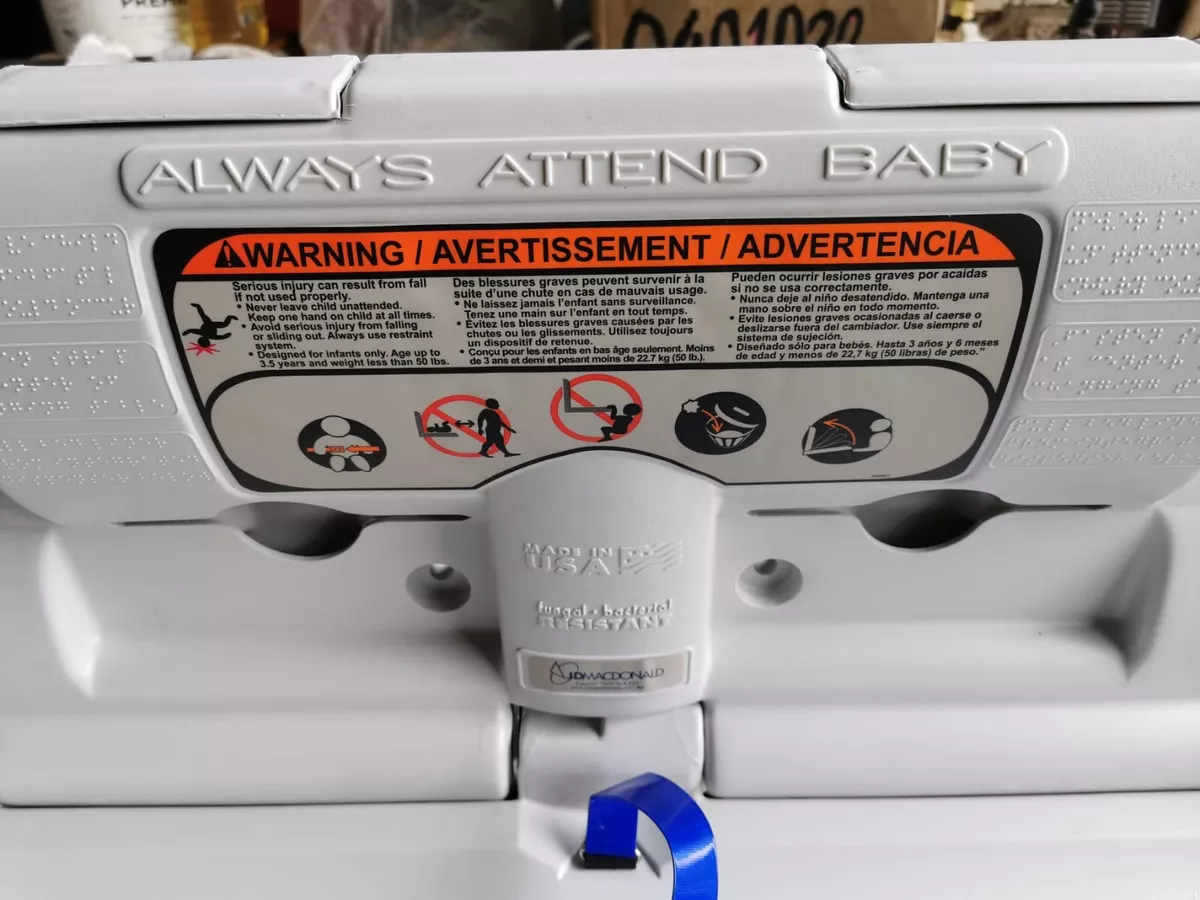 PREM
0401020
ALWAYS ATTEND BABY
WARNING / AVERTISSEMENT / ADVERTENCIA
Serious injury can result from fall
if not used properly.
• Never leave child unattended.
Keep one hand on child at all times.
• Avoid serious injury from falling
or sliding out. Always use restraint
system.
• Designed for infants only. Age up to
3.5 years and weight less than 50 lbs.
Des blessures graves peuvent survenir à la
suite d'une chute en cas de mauvais usage.
• Ne laissez jamais l'enfant sans surveillance.
Tenez une main sur l'enfant en tout temps.
• Evitez les blessures graves causées par les
chutes ou les glissements. Utilisez toujours
un dispositif de retenue.
• Conçu pour les enfants en bas âge seulement. Moins
de 3 ans et demi et pesant moins de 22.7 kg (50 lb.).
Pueden ocurrir lesiones graves por acaidas
si no se usa correctamente.
• Nunca deje al niño desatendido. Mantenga una
mano sobre el niño en todo momento.
• Evite lesiones graves ocasionadas al caerse o
deslizarse fuera del cambiador. Use siempre el
sistema de sujeción.
• Diseñado sólo para bebés. Hasta 3 años y 6 meses
de edad y menos de 22,7 kg (50 libras) de peso."
MADE IN
USA
fungal - bacterial
RESISTANT
JDMACDONALD